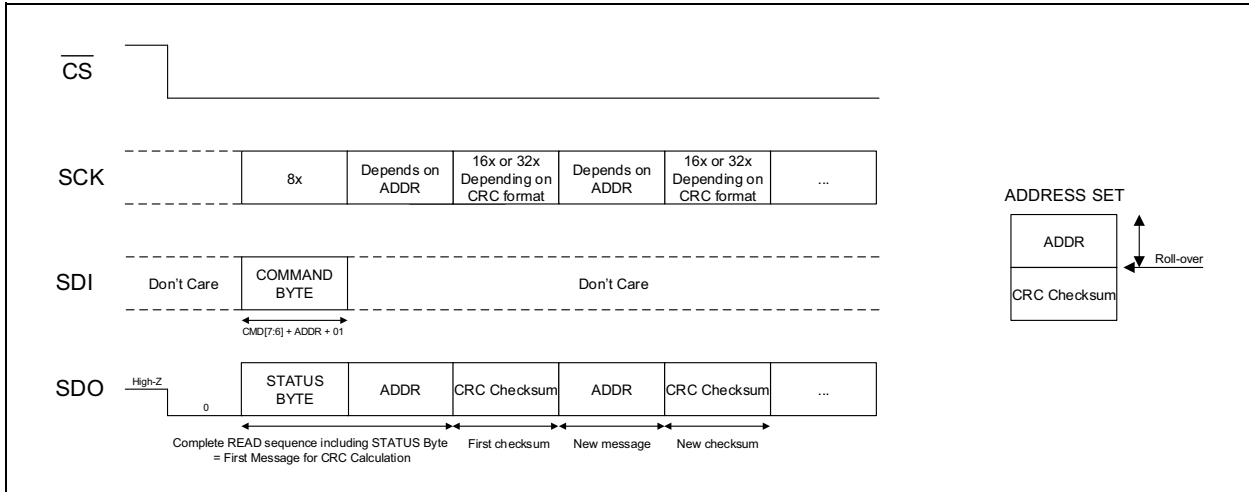 CS
SCK
8x
Depends on
ADDR
16x or 32x
Depending on
CRC format
Depends on
ADDR
16x or 32x
Depending on
CRC format
...
SDI
Don't Care
COMMAND
BYTE
Don't Care
CMD[7:6] + ADDR + 01
SDO
High-Z
0
STATUS
BYTE
ADDR
CRC Checksum
ADDR
CRC Checksum
...
Complete READ sequence including STATUS Byte
= First Message for CRC Calculation
First checksum
New message
New checksum
ADDRESS SET
ADDR
Roll-over
CRC Checksum